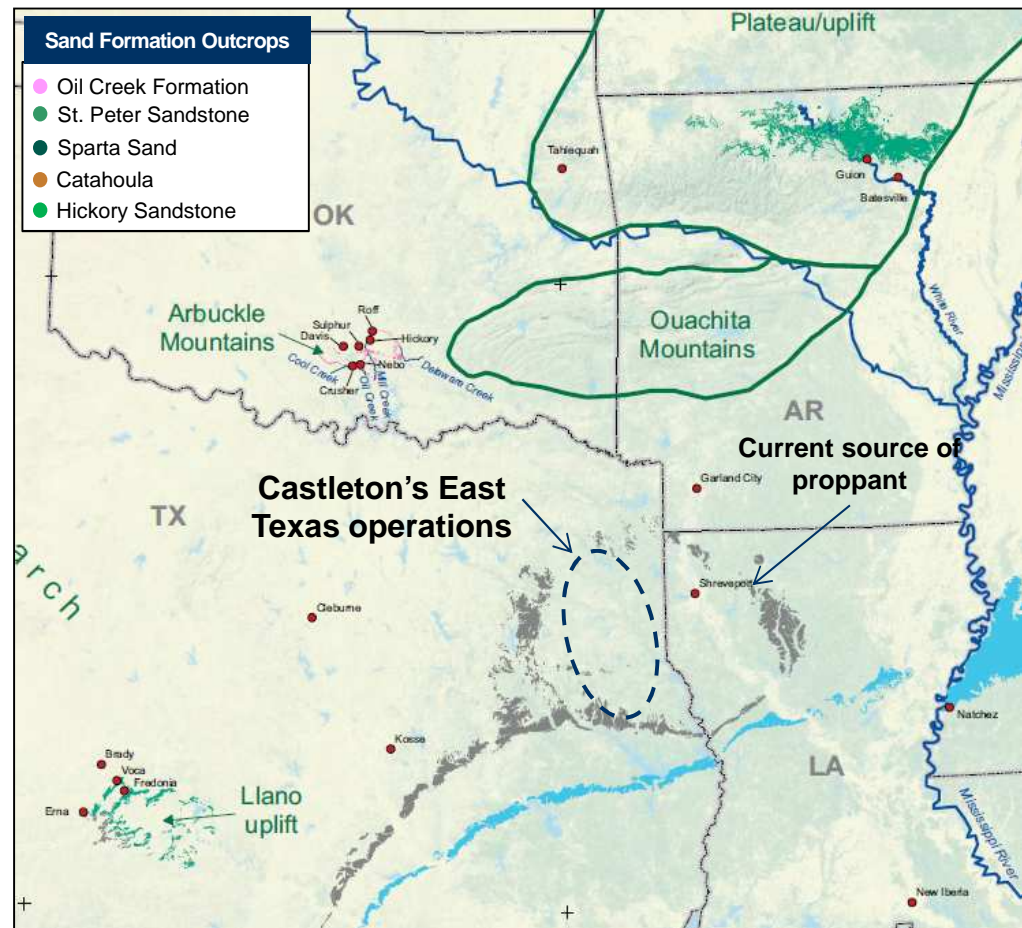 Sand Formation Outcrops
Oil Creek Formation
St. Peter Sandstone
Sparta Sand
Catahoula
Hickory Sandstone
Plateau/uplift
Tahlequah
Guion
Batesville
OK
White River
Arbuckle
Mountains
Roff
Sulphur
Davis
Hickory
Ouachita
Mountains
Cool Creek
Nebo
Delaware Creek
Crusher
Oil Creek
Mill Creek
AR
Current source of
proppant
Castleton's East
Texas operations
Garland City
TX
arch
Shreveport
Cleburne
Natchez
Kosse
LA
Brady
Voca
Fredonia
Erna
Llano
uplift
Mississippi River
New Iberia